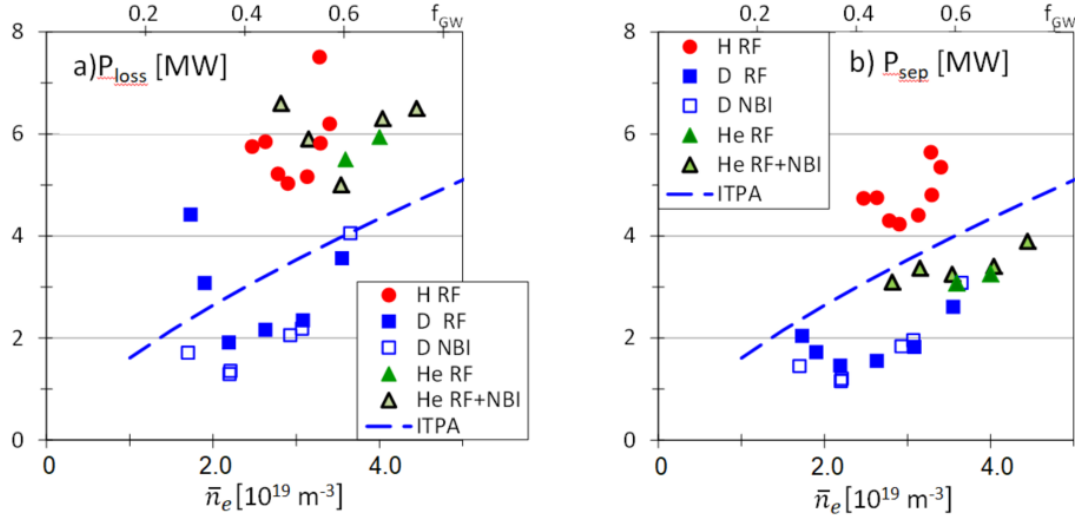 0.2 0.4 0.6 f_GW
8
a)P_loss [MW]
6
4
2
0
H RF
D RF
D NBI
He RF
He RF+NBI
ITPA
0 2.0 4.0
n̄_e [10^19 m^-3]
0.2 0.4 0.6 f_GW
8
b) P_sep [MW]
H RF
D RF
D NBI
He RF
He RF+NBI
ITPA
6
4
2
0
0 2.0 4.0
n̄_e [10^19 m^-3]